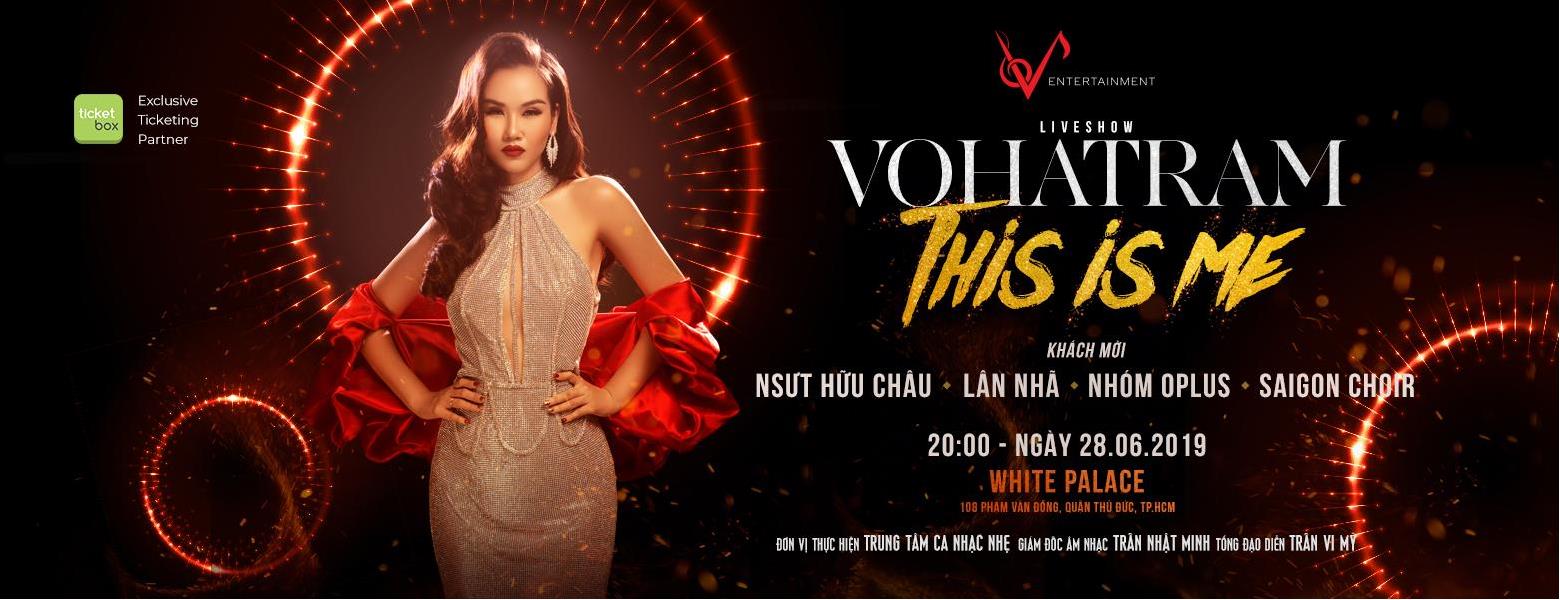 ticket
box
Exclusive
Ticketing
Partner
ENTERTAINMENT
LIVESHOW
VOHATRAM
THIS IS ME
KHÁCH MỜI
NSƯT HỮU CHÂU LÂN NHÃ NHÓM OPLUS SAIGON CHOIR
20:00 - NGÀY 28.06.2019
WHITE PALACE
108 PHẠM VĂN ĐỒNG, QUẬN THỦ ĐỨC, TP.HCM
ĐƠN VỊ THỰC HIỆN TRUNG TÂM CA NHẠC NHẸ GIÁM ĐỐC ÂM NHẠC TRẦN NHẬT MINH TỔNG ĐẠO DIỄN TRẦN VI MỸ